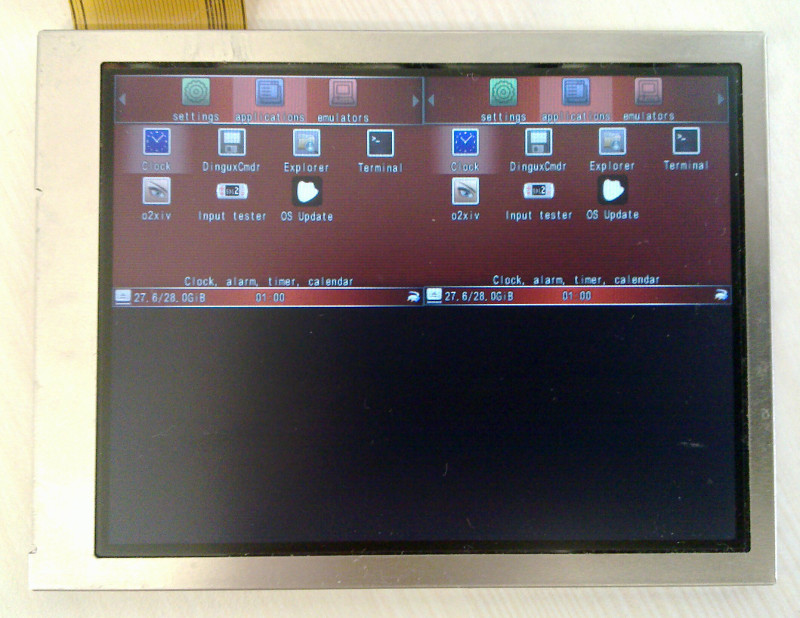 settings applications emulators settings applications emulators
Clock DinguxCmdr Explorer Terminal Clock DinguxCmdr Explorer Terminal
o2xiv Input tester OS Update o2xiv Input tester OS Update
Clock, alarm, timer, calendar Clock, alarm, timer, calendar
27.6/28.0GiB 01 00 27.6/28.0GiB 01 00